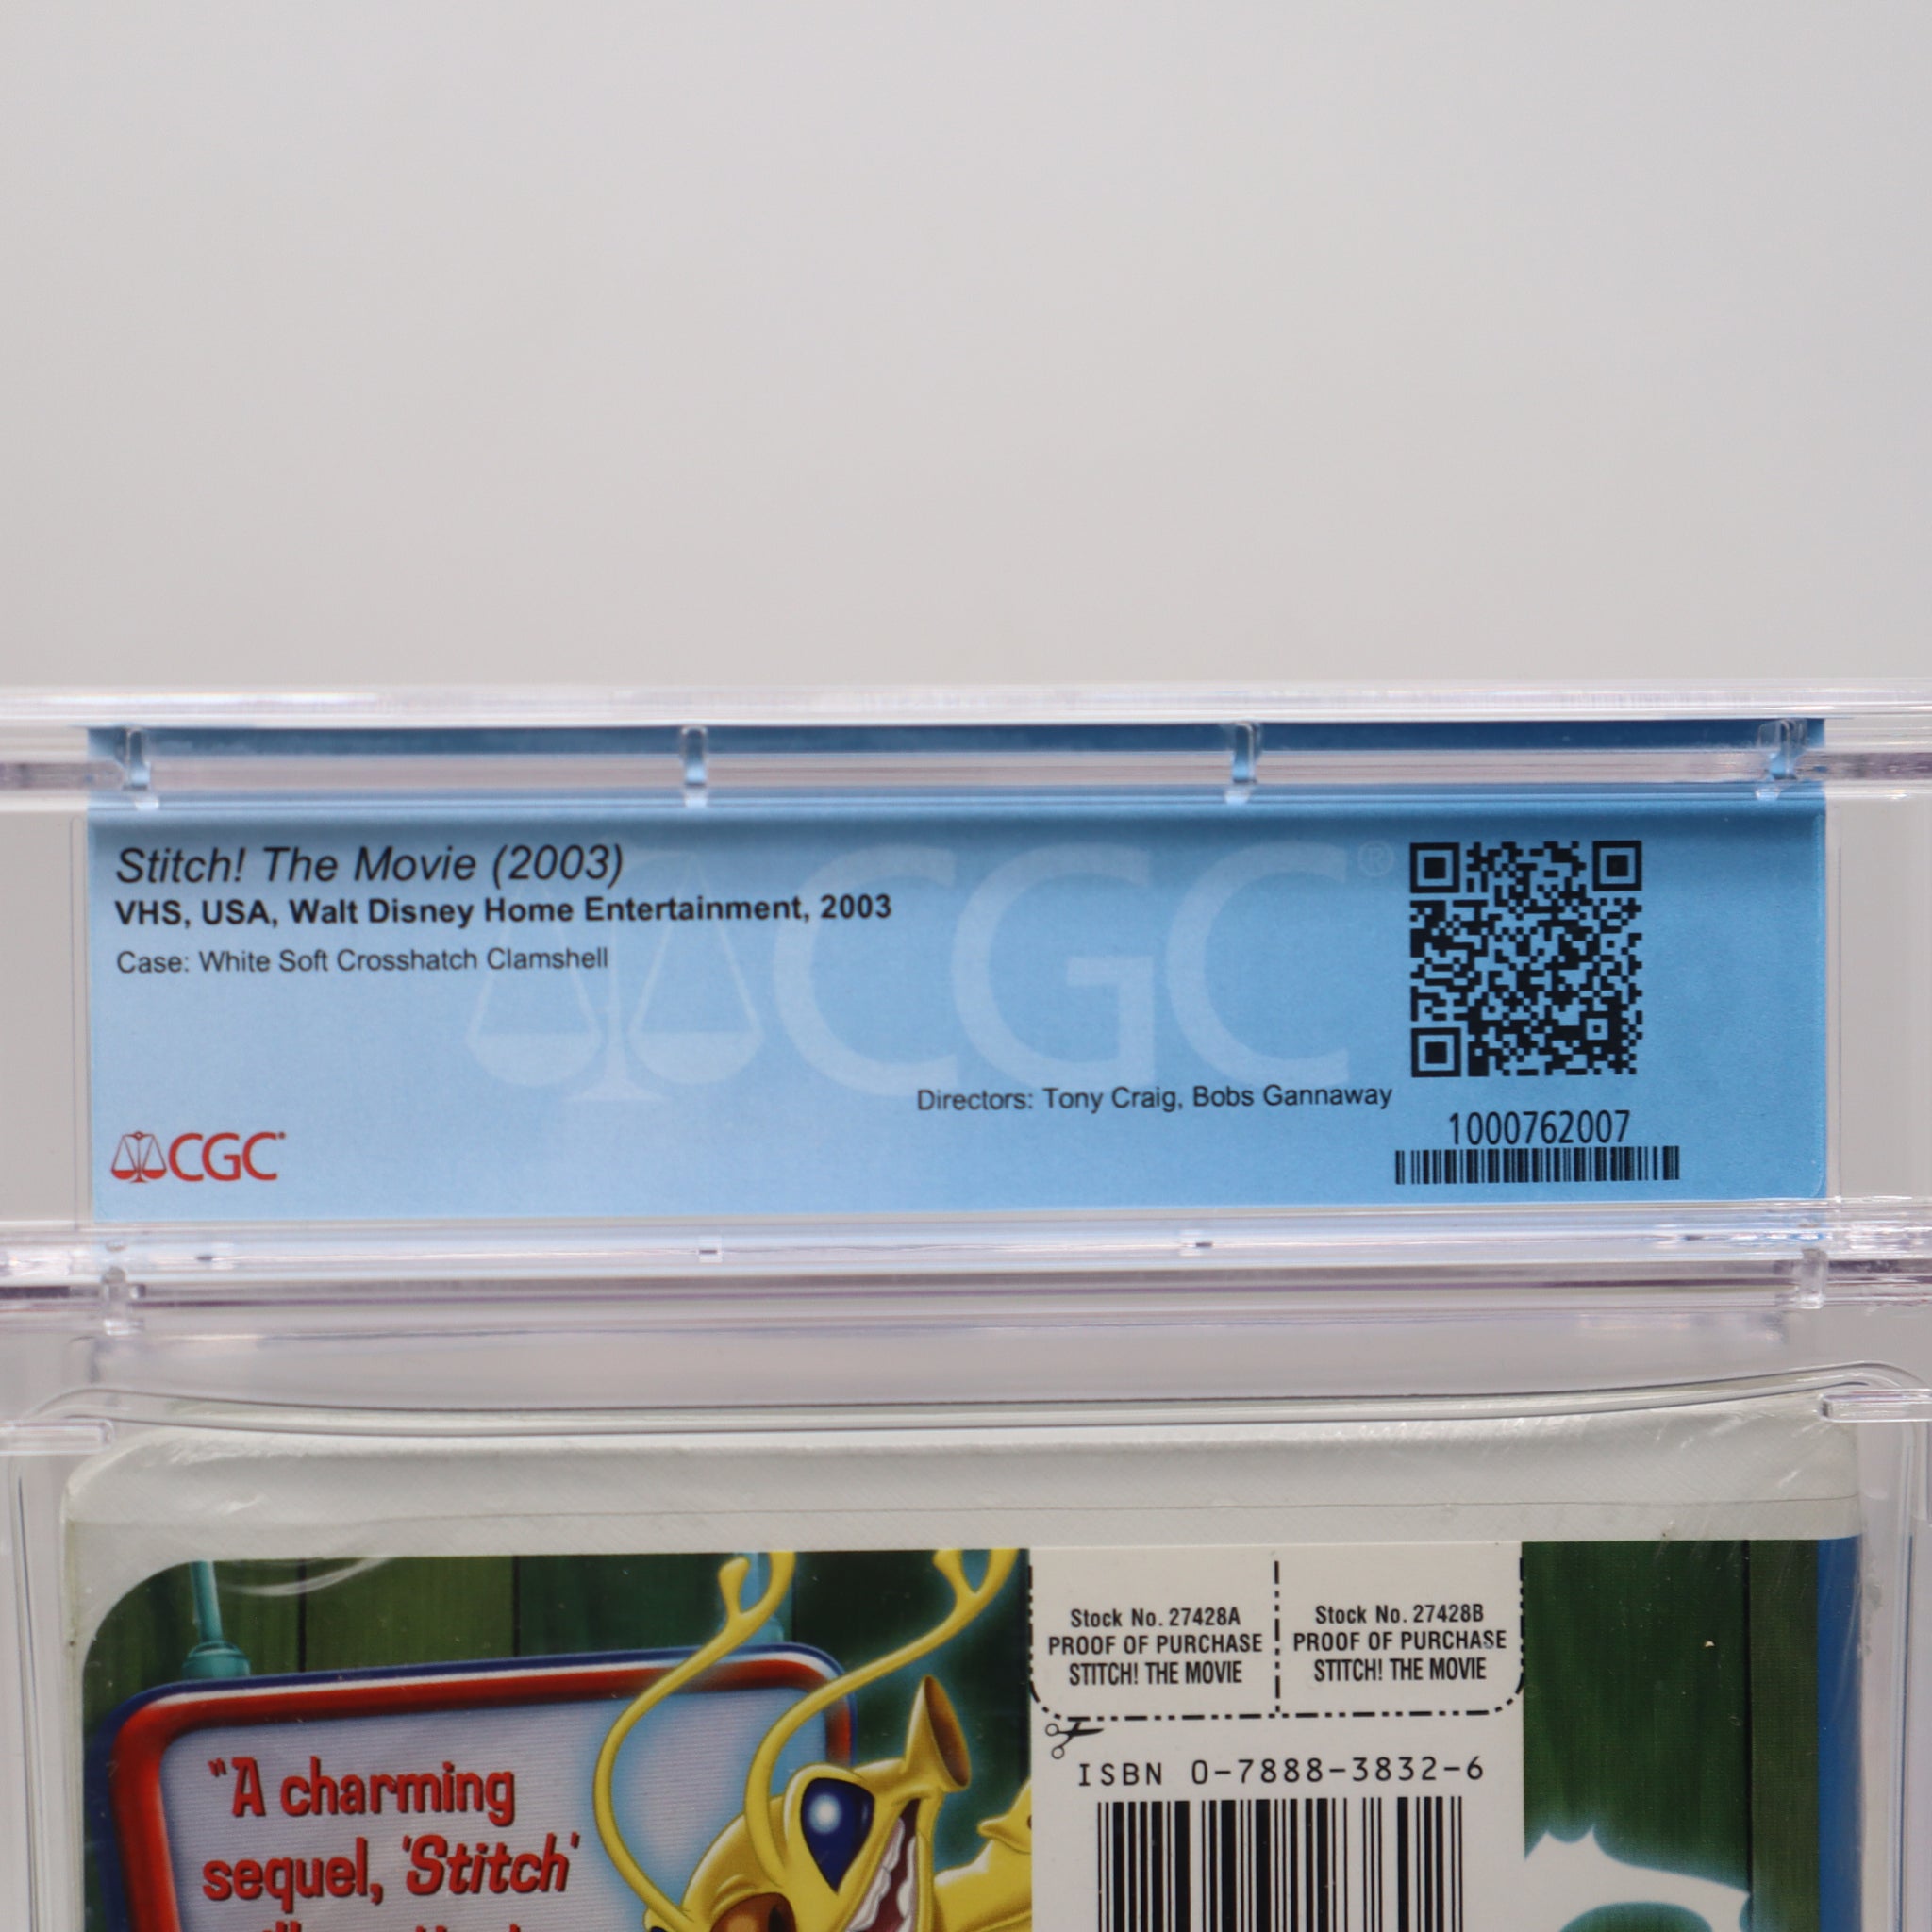 Stitch! The Movie (2003)
VHS, USA, Walt Disney Home Entertainment, 2003
Case: White Soft Crosshatch Clamshell
CGC®
Directors: Tony Craig, Bobs Gannaway
1000762007
CGC
Stock No. 27428A
PROOF OF PURCHASE
STITCH! THE MOVIE
Stock No. 27428B
PROOF OF PURCHASE
STITCH! THE MOVIE
ISBN 0-7888-3832-6
"A charming
sequel, 'Stitch'